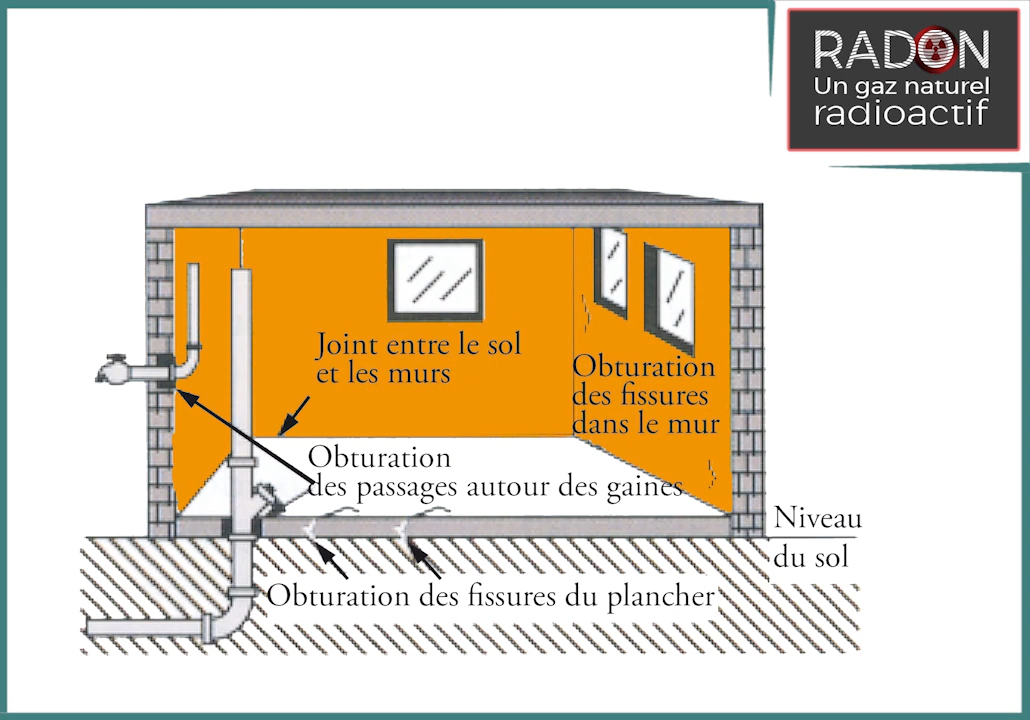 RADON
Un gaz naturel
radioactif
Joint entre le sol
et les murs
Obturation
des fissures
dans le mur
Obturation
des passages autour des gaines
Niveau
du sol
Obturation des fissures du plancher